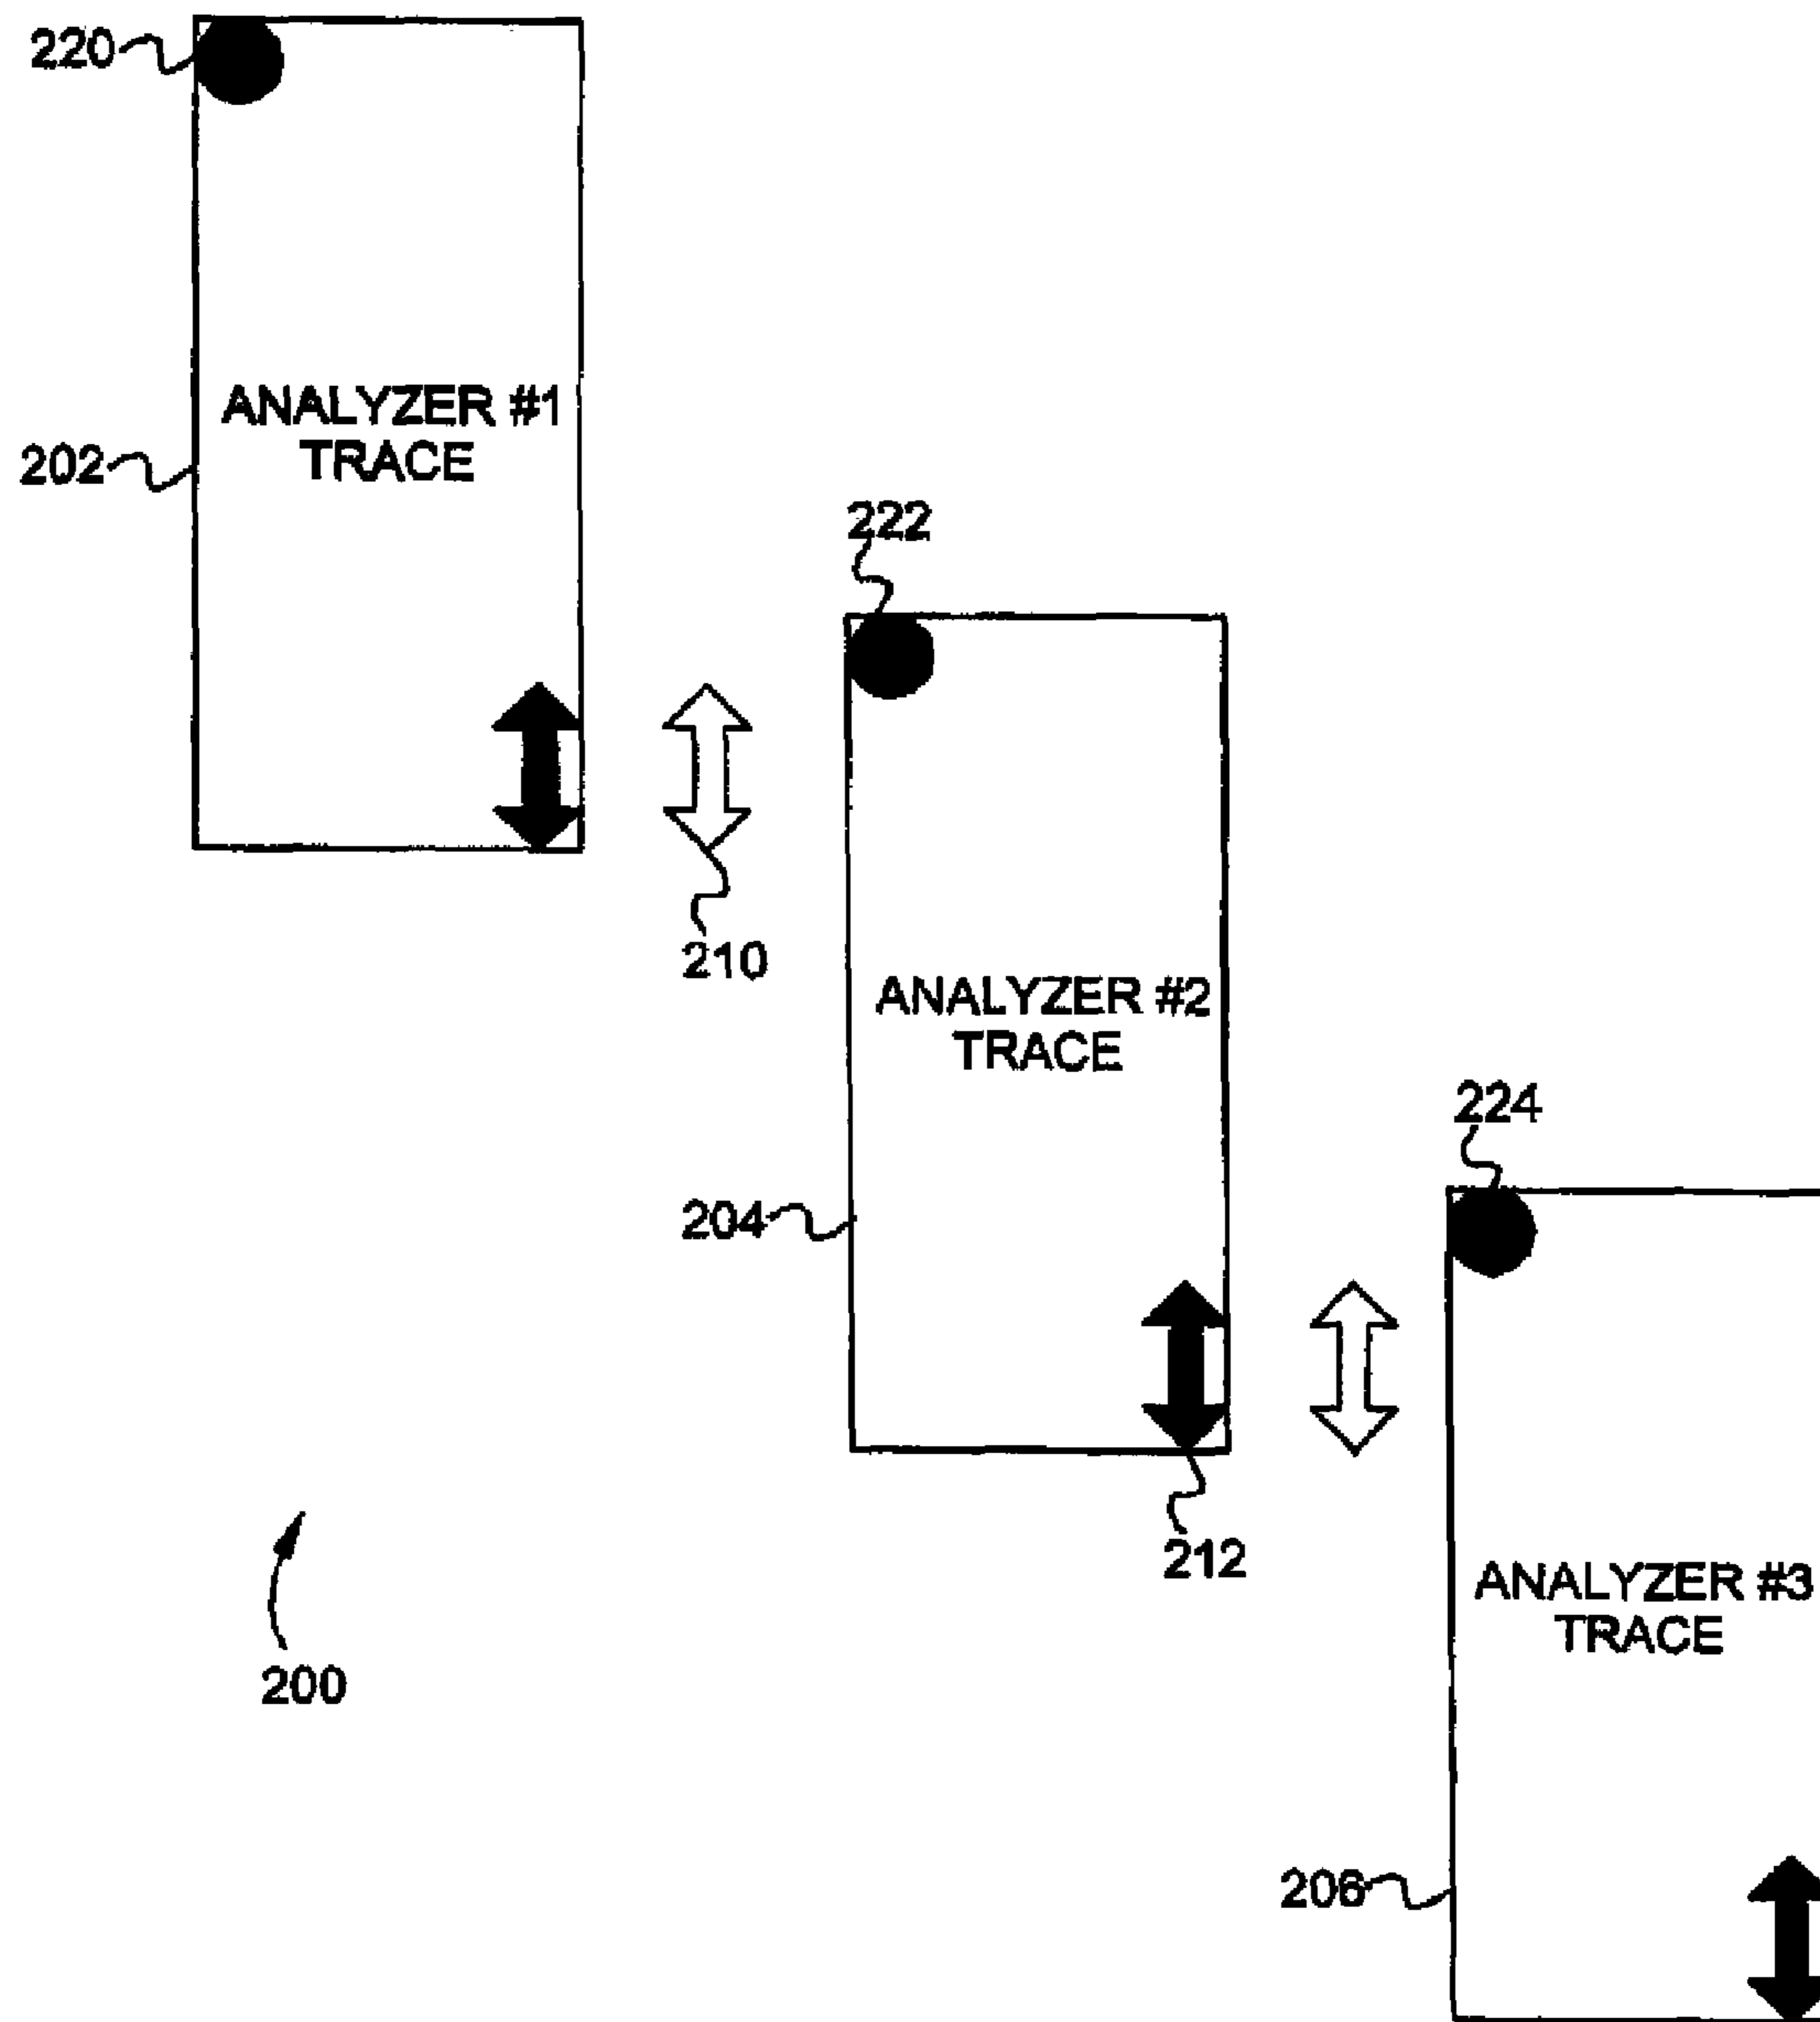 220
ANALYZER #1
TRACE
202
222
210
ANALYZER #2
TRACE
224
204
212
ANALYZER #3
TRACE
200
206